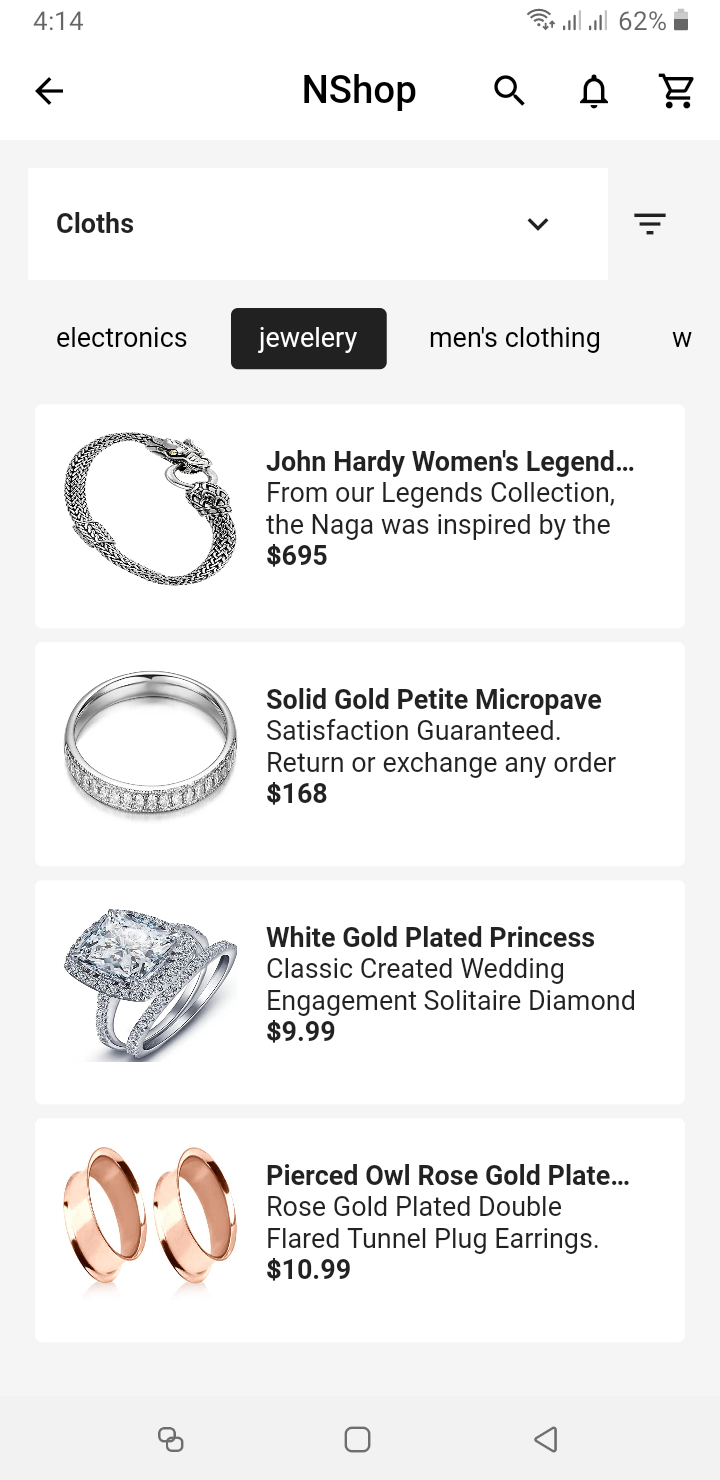 4:14
62%
NShop
Cloths
electronics
jewelery
men's clothing
w
John Hardy Women's Legend...
From our Legends Collection,
the Naga was inspired by the
$695
Solid Gold Petite Micropave
Satisfaction Guaranteed.
Return or exchange any order
$168
White Gold Plated Princess
Classic Created Wedding
Engagement Solitaire Diamond
$9.99
Pierced Owl Rose Gold Plate...
Rose Gold Plated Double
Flared Tunnel Plug Earrings.
$10.99